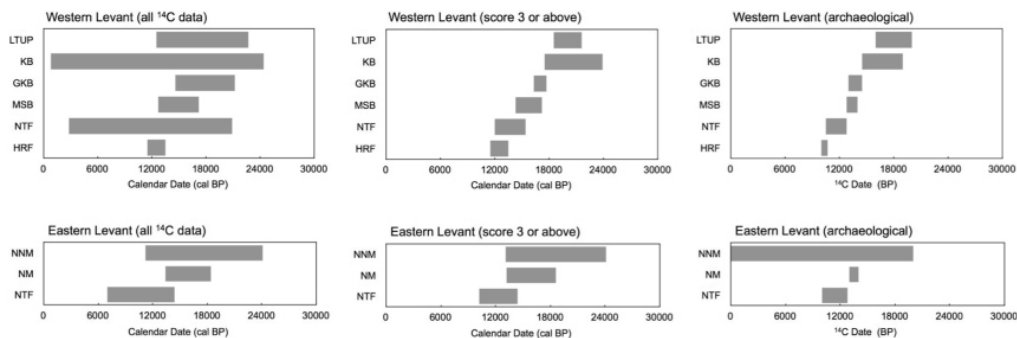 Western Levant (all ¹⁴C data)
LTUP
KB
GKB
MSB
NTF
HRF
6000 12000 18000 24000 30000
Calendar Date (cal BP)
Western Levant (score 3 or above)
LTUP
KB
GKB
MSB
NTF
HRF
0 6000 12000 18000 24000 30000
Calendar Date (cal BP)
Western Levant (archaeological)
LTUP
KB
GKB
MSB
NTF
HRF
0 6000 12000 18000 24000 30000
¹⁴C Date (BP)
Eastern Levant (all ¹⁴C data)
NNM
NM
NTF
0 6000 12000 18000 24000 30000
Calendar Date (cal BP)
Eastern Levant (score 3 or above)
NNM
NM
NTF
0 6000 12000 18000 24000 30000
Calendar Date (cal BP)
Eastern Levant (archaeological)
NNM
NM
NTF
0 6000 12000 18000 24000 30000
¹⁴C Date (BP)